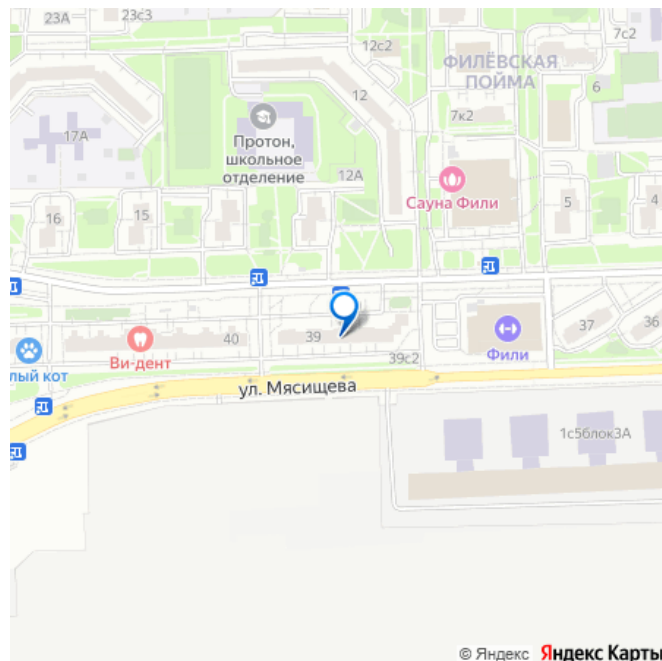 23А
23с3
12с2
7с2
ФИЛЁВСКАЯ
ПОЙМА
6
12
7к2
17А
Протон,
школьное
отделение
12А
Сауна Фили
16
15
5
4
39
40
Ви-дент
лый кот
39с2
Фили
37
36
ул. Мясищева
1с5блок3А
© Яндекс Яндекс Карты